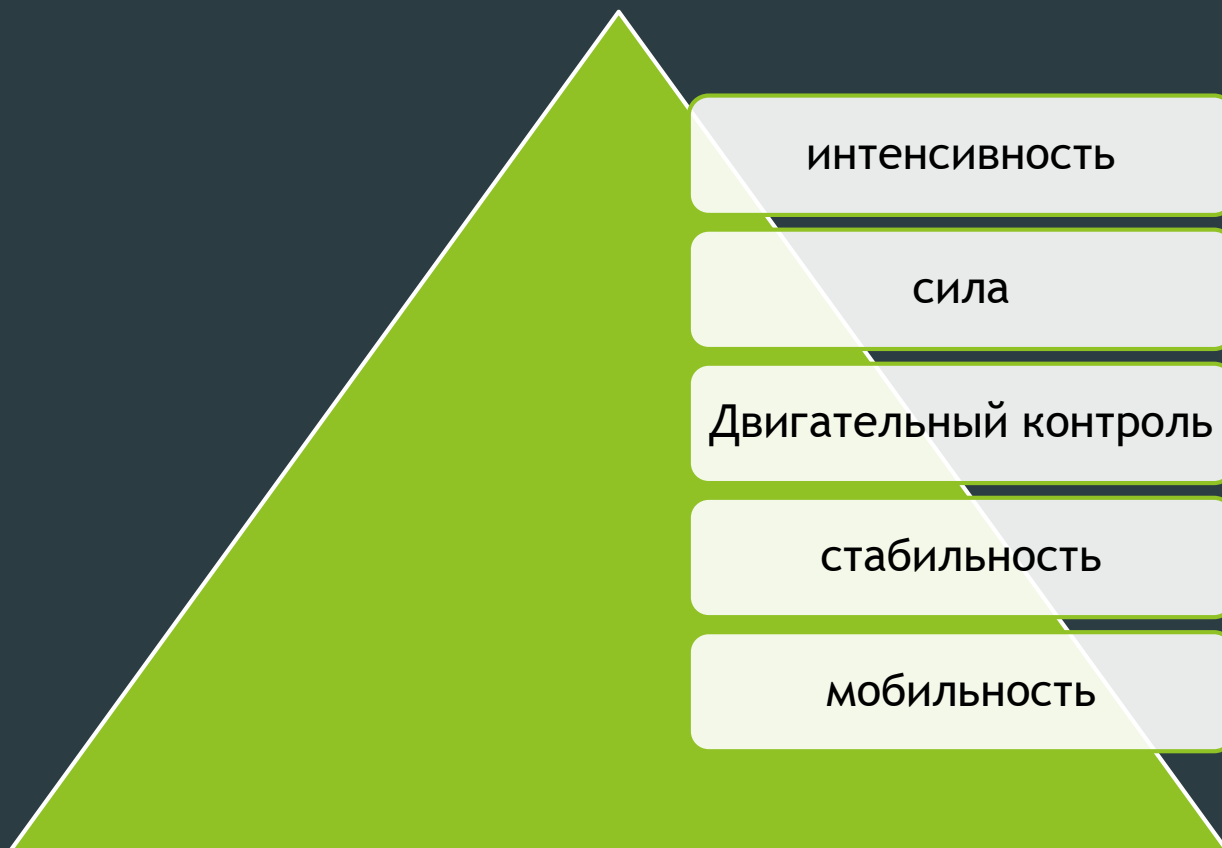 интенсивность
сила
Двигательный контроль
стабильность
мобильность